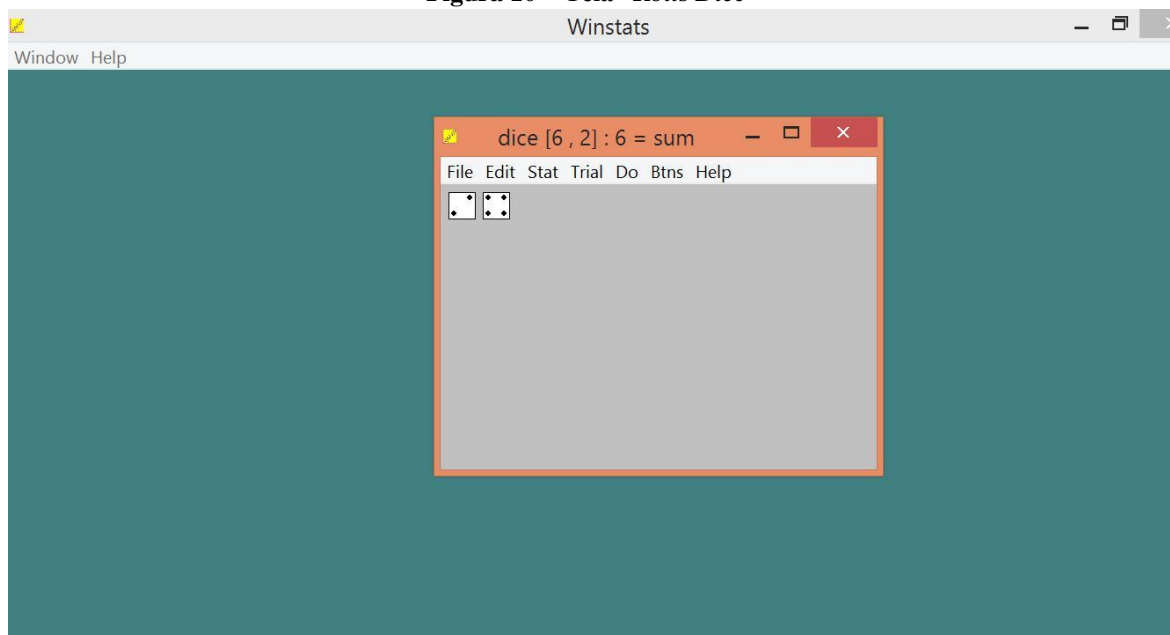 Winstats
Window Help
dice [6 , 2] : 6 = sum
File Edit Stat Trial Do Btns Help